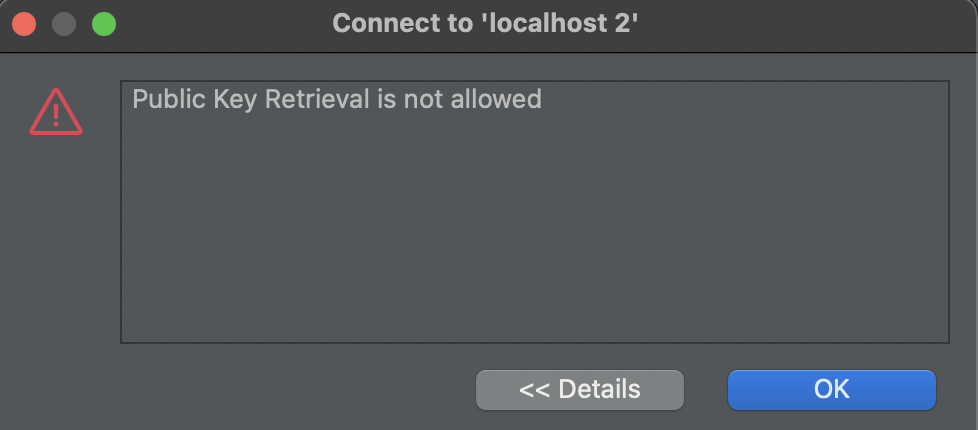 Connect to 'localhost 2'
Public Key Retrieval is not allowed
<< Details
OK